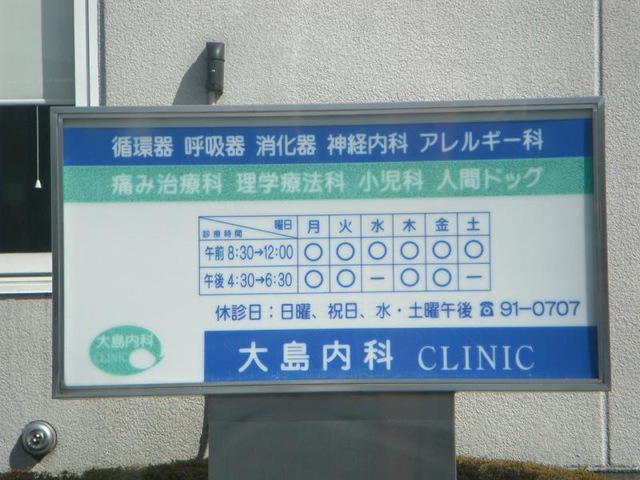 循環器 呼吸器 消化器 神経内科 アレルギー科
痛み治療科 理学療法科 小児科 人間ドッグ
診療時間 曜日 月 火 水 木 金 土
午前 8:30→12:00 ○ ○ ○ ○ ○ ○
午後 4:30→6:30 ○ ○ ー ○ ○ ー
休診日:日曜、祝日、水・土曜午後 ☎91-0707
大島内科
CLINIC
大島内科 CLINIC